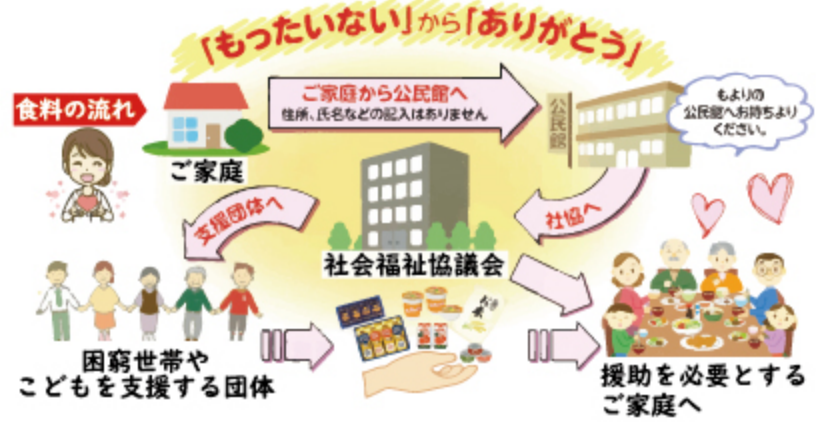 「もったいない」から「ありがとう」
食料の流れ
ご家庭から公民館へ
住所、氏名などの記入はありません
公民館
もよりの
公民館へお持ちより
ください。
ご家庭
支援団体へ
社協へ
社会福祉協議会
お米
困窮世帯や
こどもを支援する団体
援助を必要とする
ご家庭へ